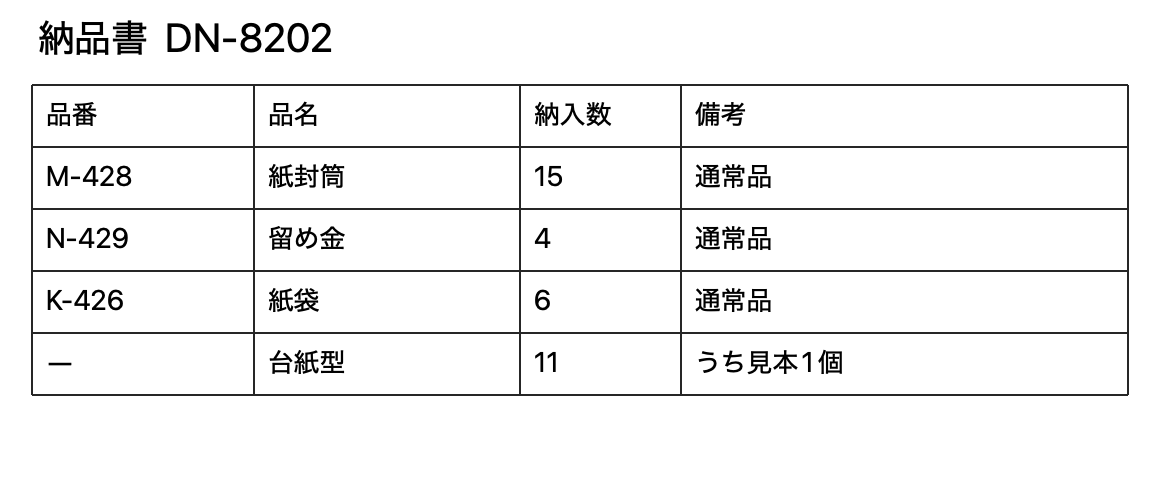 納品書 DN-8202
品番 品名 納入数 備考
M-428 紙封筒 15 通常品
N-429 留め金 4 通常品
K-426 紙袋 6 通常品
— 台紙型 11 うち見本1個